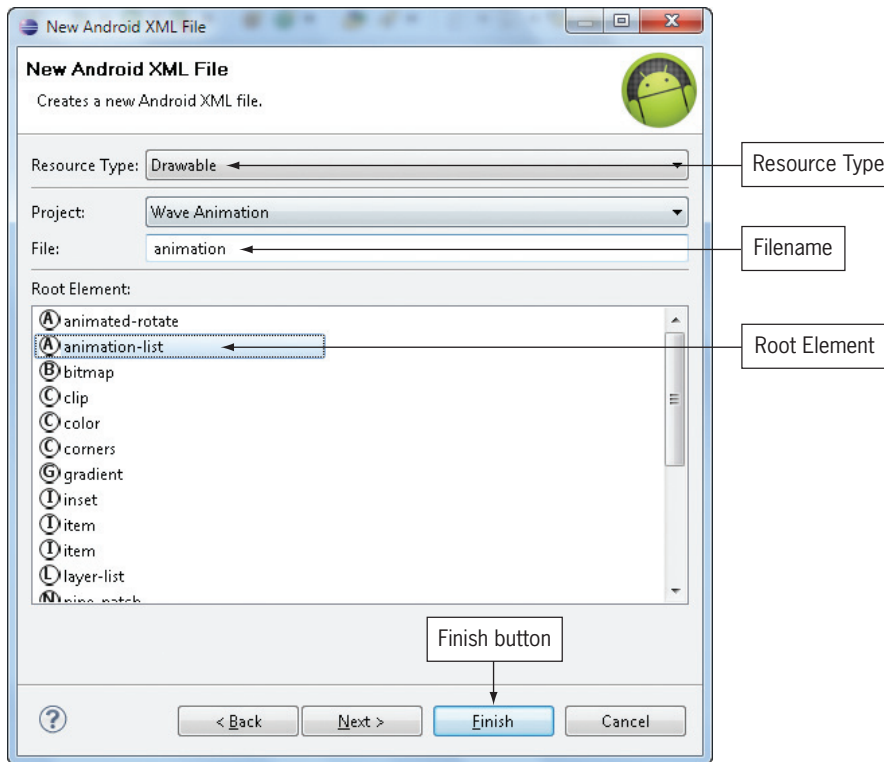 New Android XML File
New Android XML File
Creates a new Android XML file.
Resource Type: Drawable
Resource Type
Project: Wave Animation
File: animation
Filename
Root Element:
animated-rotate
animation-list
Root Element
bitmap
clip
color
corners
gradient
inset
item
item
layer-list
nine-patch
Finish button
< Back Next > Finish Cancel